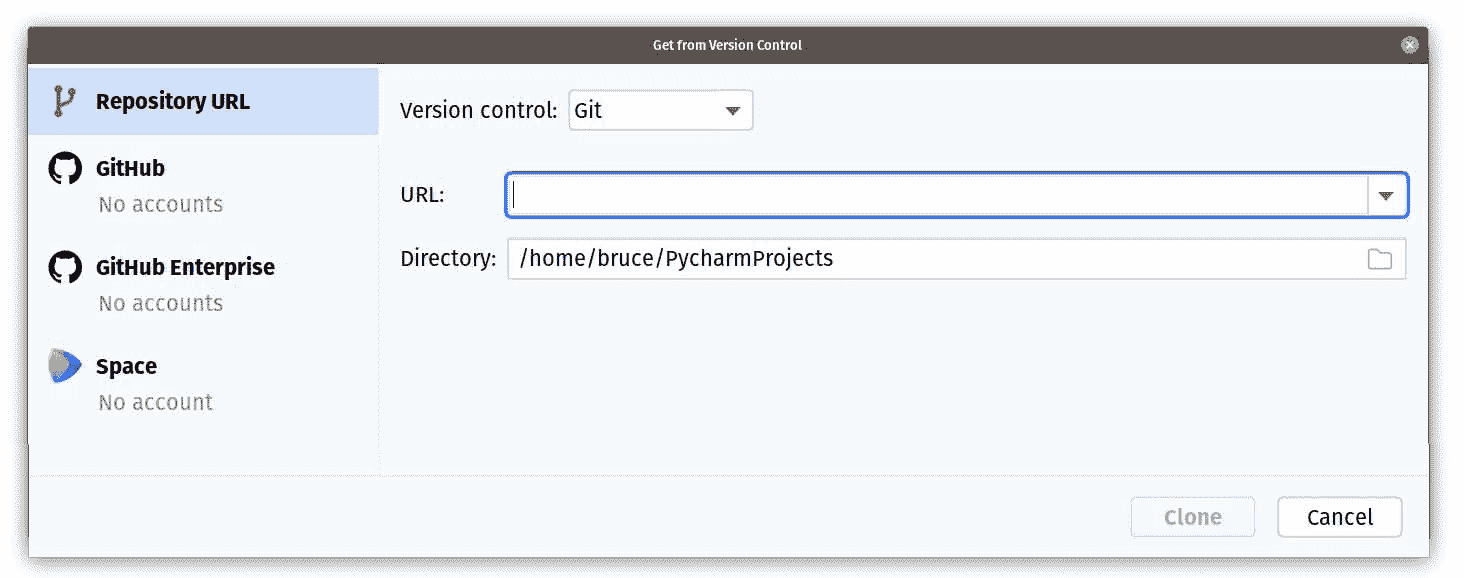 Get from Version Control
Repository URL
GitHub
No accounts
GitHub Enterprise
No accounts
Space
No account
Version control: Git
URL:
Directory: /home/bruce/PycharmProjects
Clone Cancel